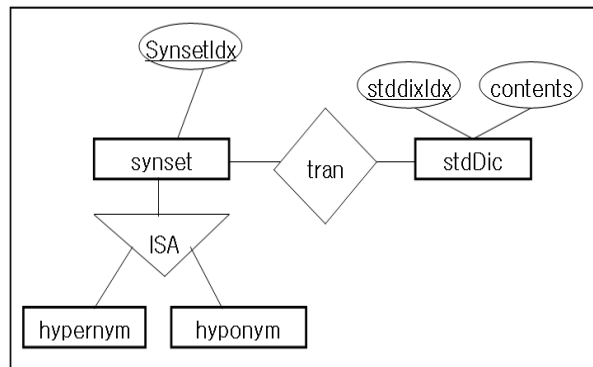 SynsetIdx
stddixIdx
contents
synset
tran
stdDic
ISA
hypernym
hyponym